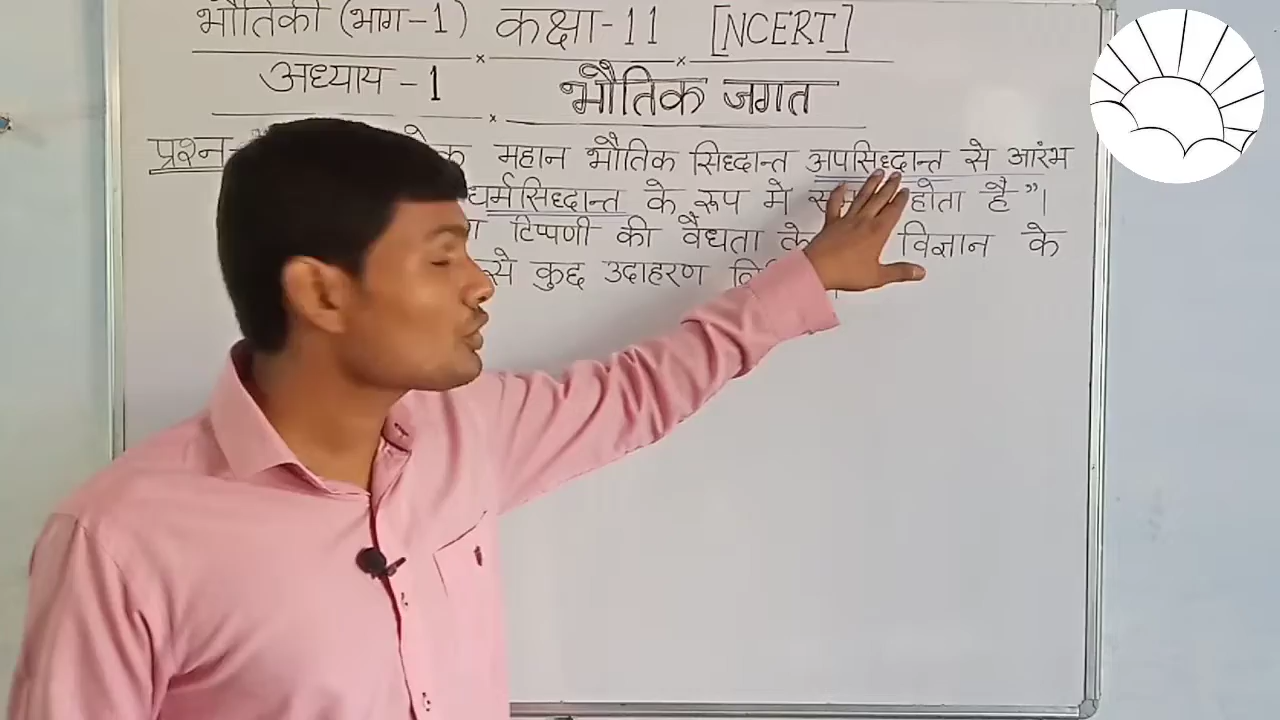 भौतिकी (भाग-1) कक्षा-11 [NCERT]
अध्याय -1 भौतिक जगत
प्रश्न- महान भौतिक सिध्दान्त अपसिध्दान्त से आरंभ
धर्मसिध्दान्त के रूप मे होता है"।
टिप्पणी की वैधता के विज्ञान के
से कुछ उदाहरण